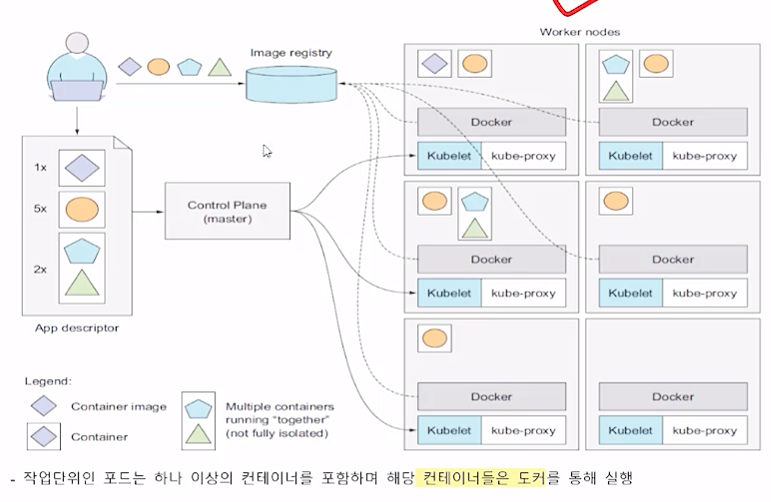 Worker nodes
Image registry
Docker
Kubelet
kube-proxy
Docker
Kubelet
kube-proxy
1x
5x
2x
App descriptor
Control Plane
(master)
Docker
Kubelet
kube-proxy
Docker
Kubelet
kube-proxy
Docker
Kubelet
kube-proxy
Docker
Kubelet
kube-proxy
Legend:
Container image
Container
Multiple containers
running “together”
(not fully isolated)
- 작업단위인 포드는 하나 이상의 컨테이너를 포함하며 해당 컨테이너들은 도커를 통해 실행